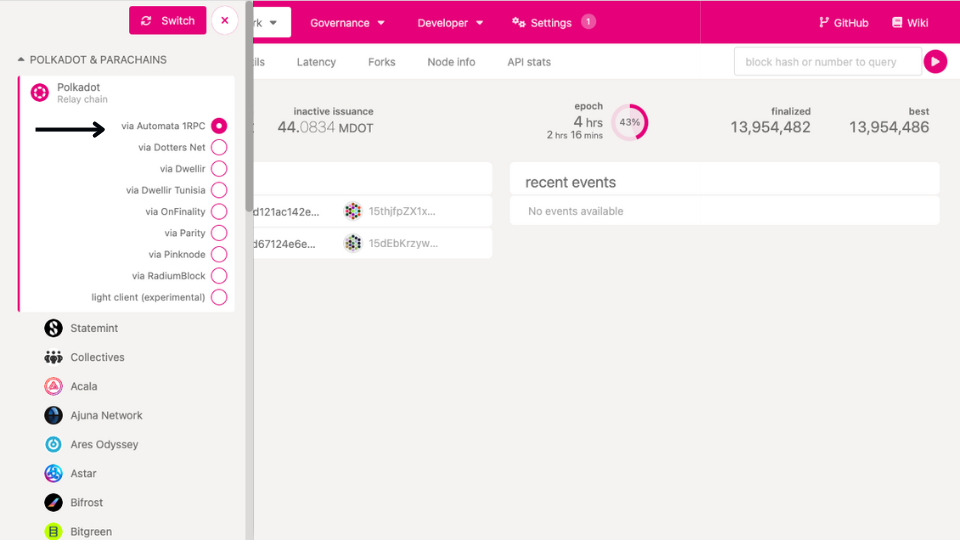 Switch
rk
Governance
Developer
Settings
1
GitHub
Wiki
ils
Latency
Forks
Node info
API stats
block hash or number to query
POLKADOT & PARACHAINS
Polkadot
Relay chain
via Automata 1RPC
via Dotters Net
via Dwellir
via Dwellir Tunisia
via OnFinality
via Parity
via Pinknode
via RadiumBlock
light client (experimental)
Statemint
Collectives
Acala
Ajuna Network
Ares Odyssey
Astar
Bifrost
Bitgreen
inactive issuance
44.0834 MDOT
epoch
4 hrs
2 hrs 16 mins
43%
finalized
13,954,482
best
13,954,486
d121ac142e...
15thjfpZX1x...
d67124e6e...
15dEbKrzyw...
recent events
No events available